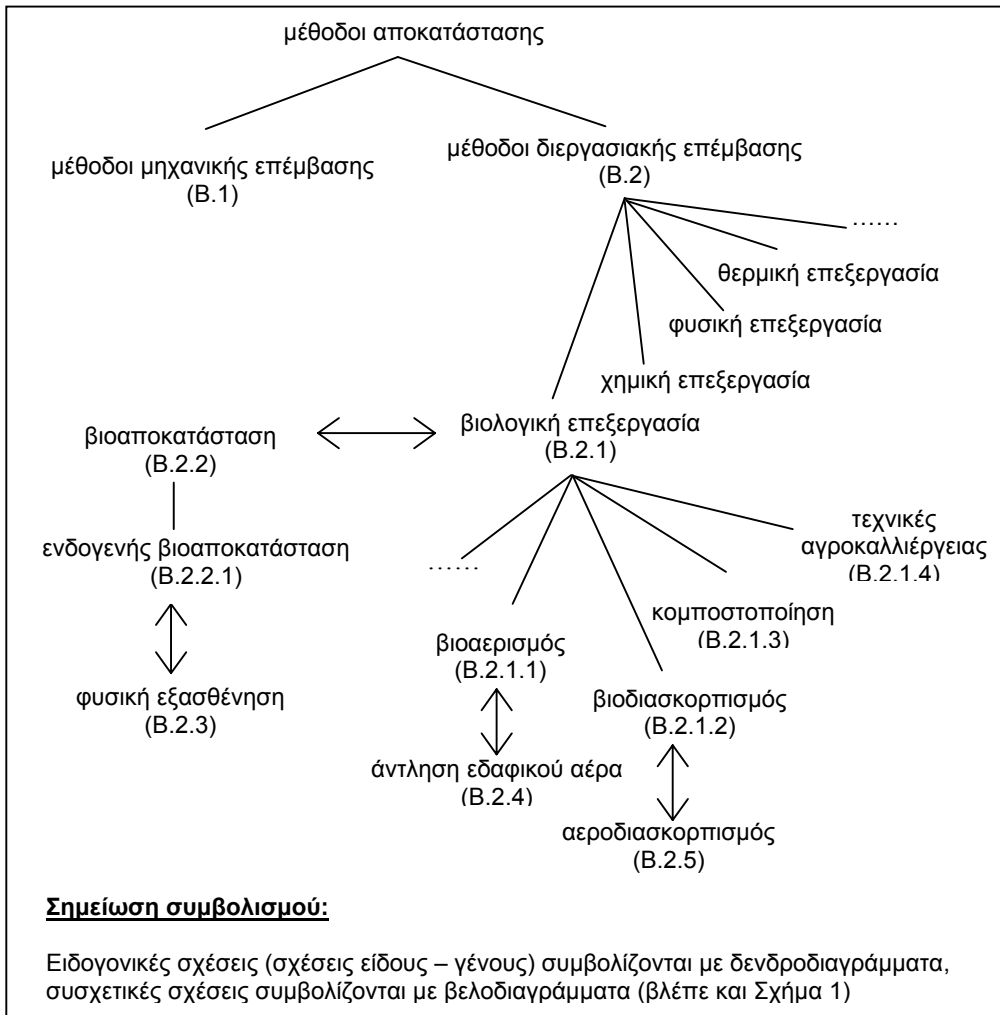 μέθοδοι αποκατάστασης
μέθοδοι μηχανικής επέμβασης
(Β.1)
μέθοδοι διεργασιακής επέμβασης
(Β.2)
……
θερμική επεξεργασία
φυσική επεξεργασία
χημική επεξεργασία
βιολογική επεξεργασία
(Β.2.1)
βιοαποκατάσταση
(Β.2.2)
ενδογενής βιοαποκατάσταση
(Β.2.2.1)
φυσική εξασθένηση
(Β.2.3)
……
βιοαερισμός
(Β.2.1.1)
άντληση εδαφικού αέρα
(Β.2.4)
βιοδιασκορπισμός
(Β.2.1.2)
αεροδιασκορπισμός
(Β.2.5)
κομποστοποίηση
(Β.2.1.3)
τεχνικές
αγροκαλλιέργειας
(Β.2.1.4)
Σημείωση συμβολισμού:
Ειδογονικές σχέσεις (σχέσεις είδους – γένους) συμβολίζονται με δενδροδιαγράμματα,
συσχετικές σχέσεις συμβολίζονται με βελοδιαγράμματα (βλέπε και Σχήμα 1)